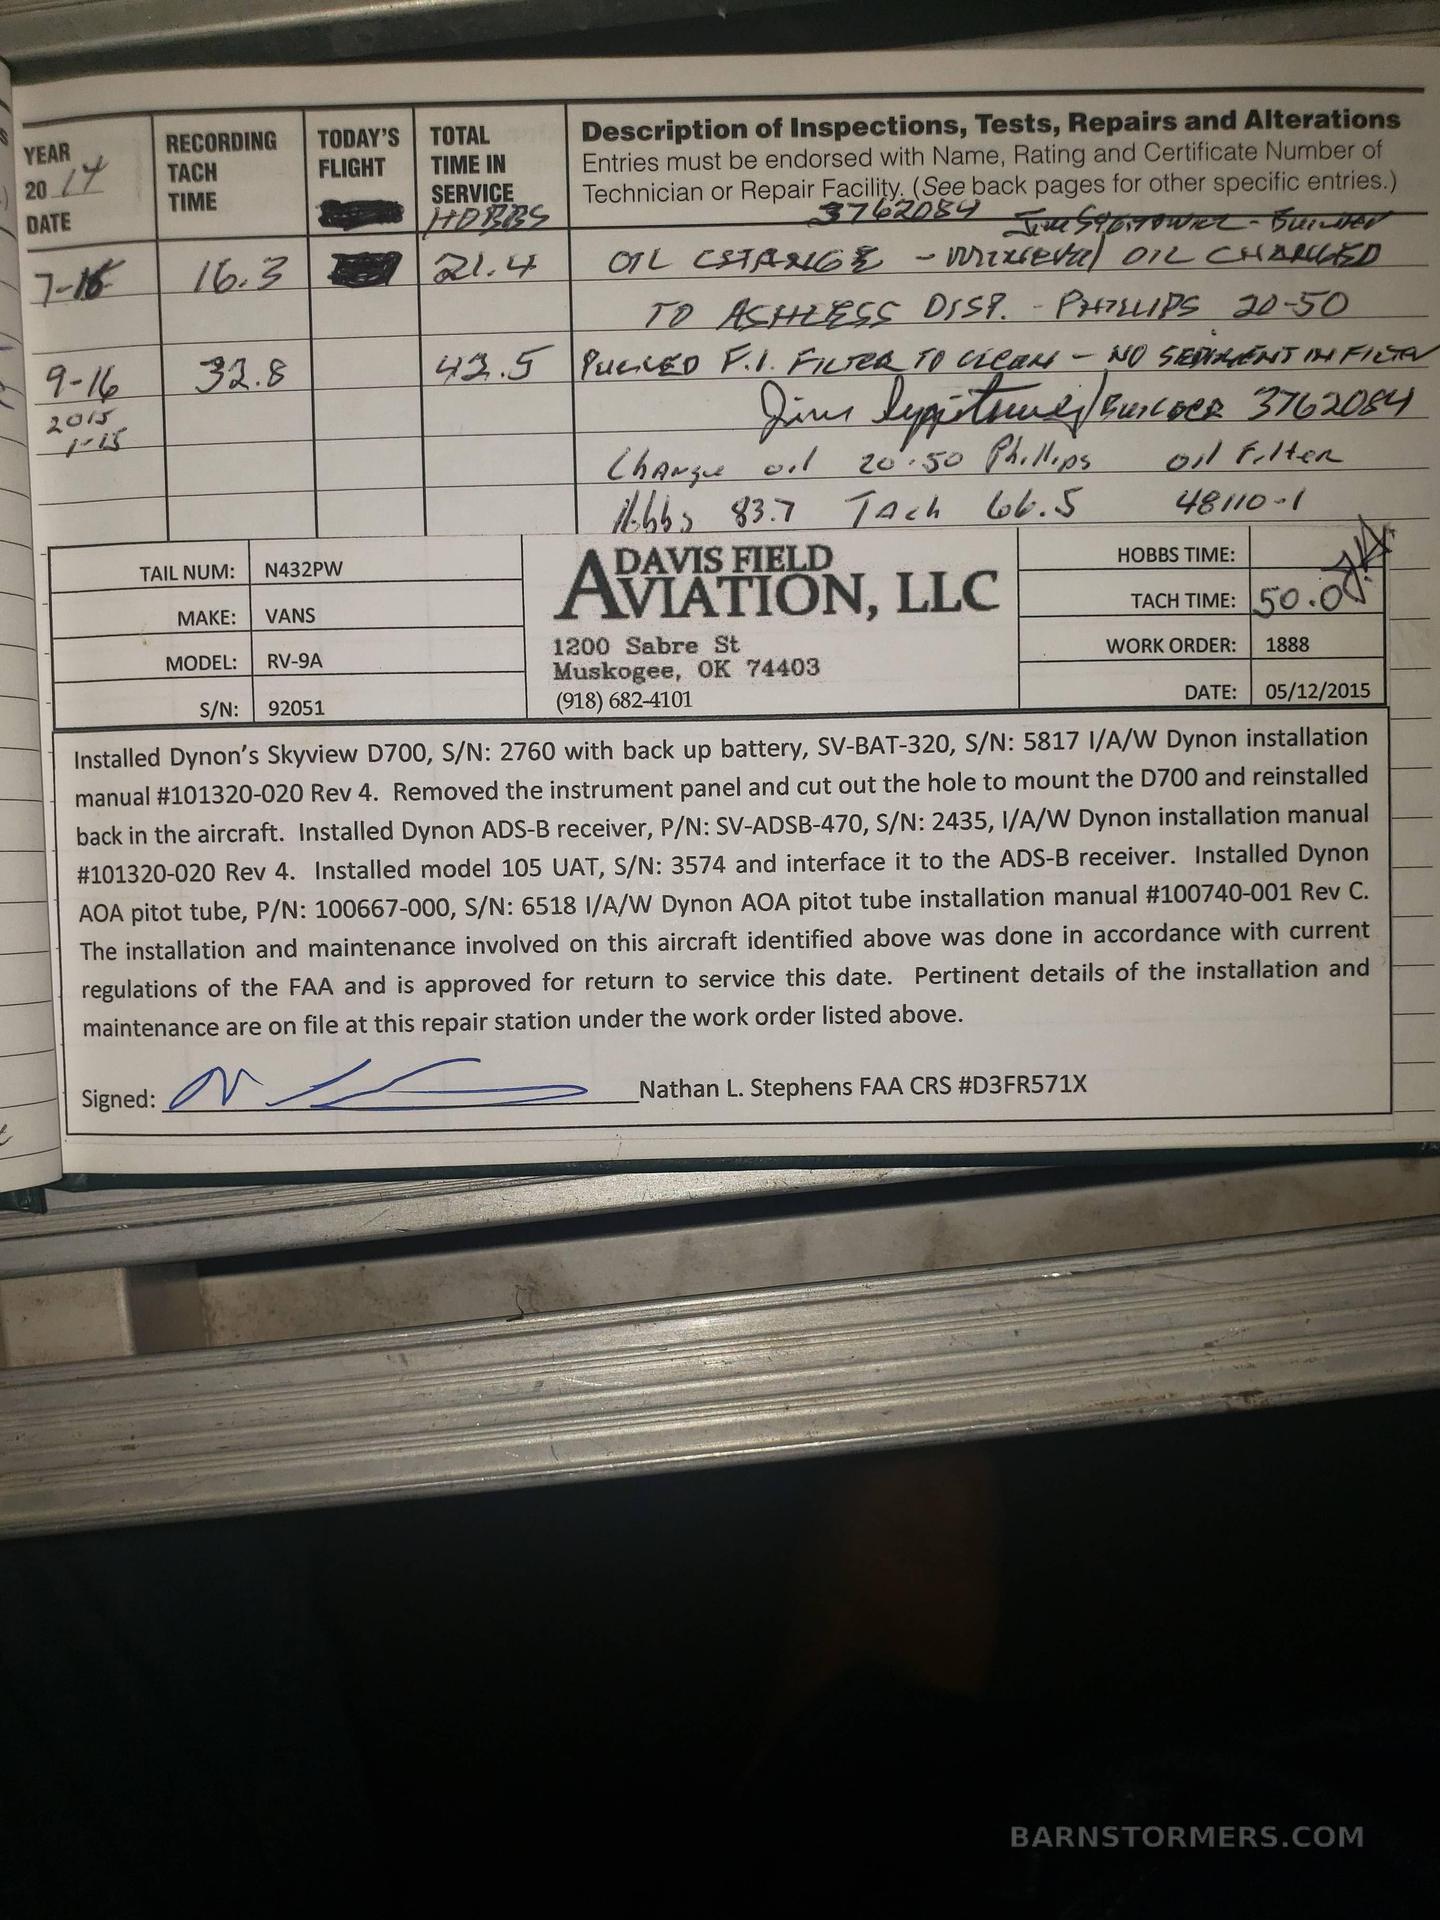 YEAR
20 14
DATE
RECORDING
TACH
TIME
TODAY'S
FLIGHT
TOTAL
TIME IN
SERVICE
HOBBS
Description of Inspections, Tests, Repairs and Alterations
Entries must be endorsed with Name, Rating and Certificate Number of
Technician or Repair Facility. (See back pages for other specific entries.)
3762084 Jim - BUILDER
7-16 16.3 21.4 OIL CHANGE - MINERAL OIL CHANGED
TO ASHLESS DISP. - PHILLIPS 20-50
9-16 32.8 42.5 PULLED F.I. FILTER TO CLEAN - NO SEDIMENT IN FILTER
Jim /BUILDER 3762084
2015
1-15
Change oil 20-50 Phillips oil Filter
Hobbs 83.7 Tach 66.5 48110-1
TAIL NUM: N432PW
MAKE: VANS
MODEL: RV-9A
S/N: 92051
DAVIS FIELD
AVIATION, LLC
1200 Sabre St
Muskogee, OK 74403
(918) 682-4101
HOBBS TIME:
TACH TIME: 50.0
WORK ORDER: 1888
DATE: 05/12/2015
Installed Dynon's Skyview D700, S/N: 2760 with back up battery, SV-BAT-320, S/N: 5817 I/A/W Dynon installation
manual #101320-020 Rev 4. Removed the instrument panel and cut out the hole to mount the D700 and reinstalled
back in the aircraft. Installed Dynon ADS-B receiver, P/N: SV-ADSB-470, S/N: 2435, I/A/W Dynon installation manual
#101320-020 Rev 4. Installed model 105 UAT, S/N: 3574 and interface it to the ADS-B receiver. Installed Dynon
AOA pitot tube, P/N: 100667-000, S/N: 6518 I/A/W Dynon AOA pitot tube installation manual #100740-001 Rev C.
The installation and maintenance involved on this aircraft identified above was done in accordance with current
regulations of the FAA and is approved for return to service this date. Pertinent details of the installation and
maintenance are on file at this repair station under the work order listed above.
Signed: Nathan L. Stephens FAA CRS #D3FR571X
BARNSTORMERS.COM